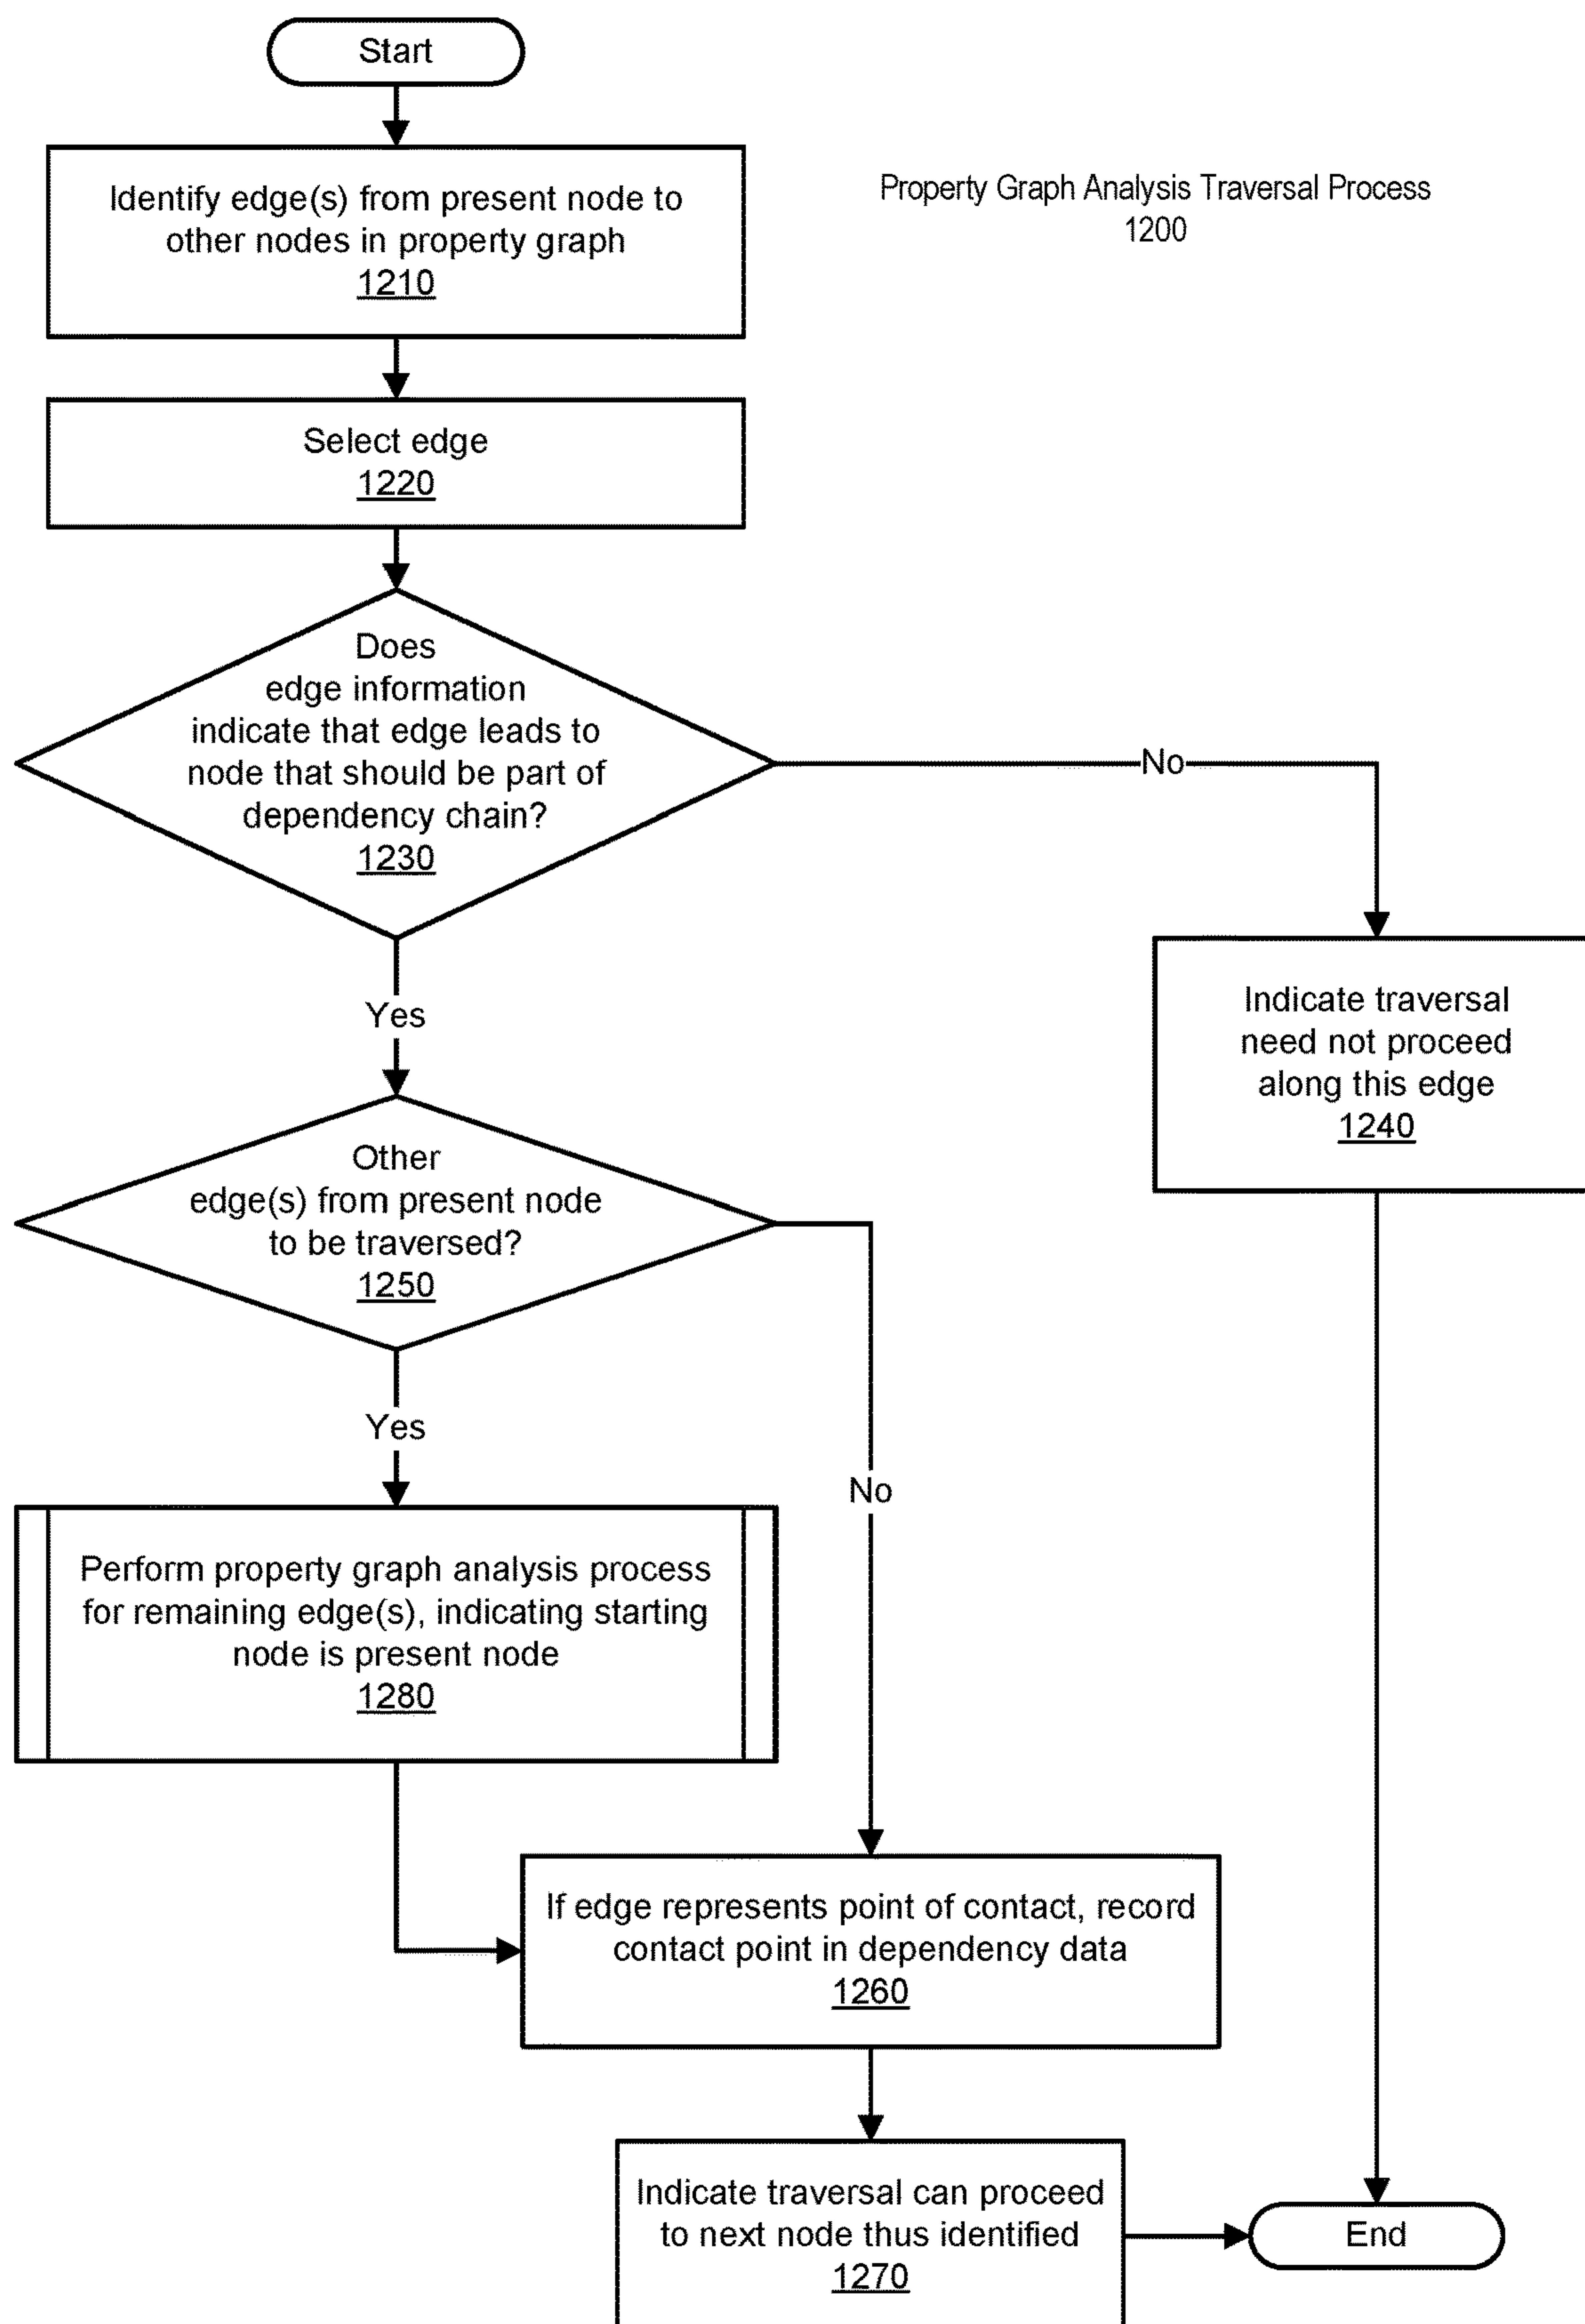 Start
Property Graph Analysis Traversal Process
1200
Identify edge(s) from present node to
other nodes in property graph
1210
Select edge
1220
Does
edge information
indicate that edge leads to
node that should be part of
dependency chain?
1230
No
Yes
Indicate traversal
need not proceed
along this edge
1240
Other
edge(s) from present node
to be traversed?
1250
Yes
No
Perform property graph analysis process
for remaining edge(s), indicating starting
node is present node
1280
If edge represents point of contact, record
contact point in dependency data
1260
Indicate traversal can proceed
to next node thus identified
1270
End